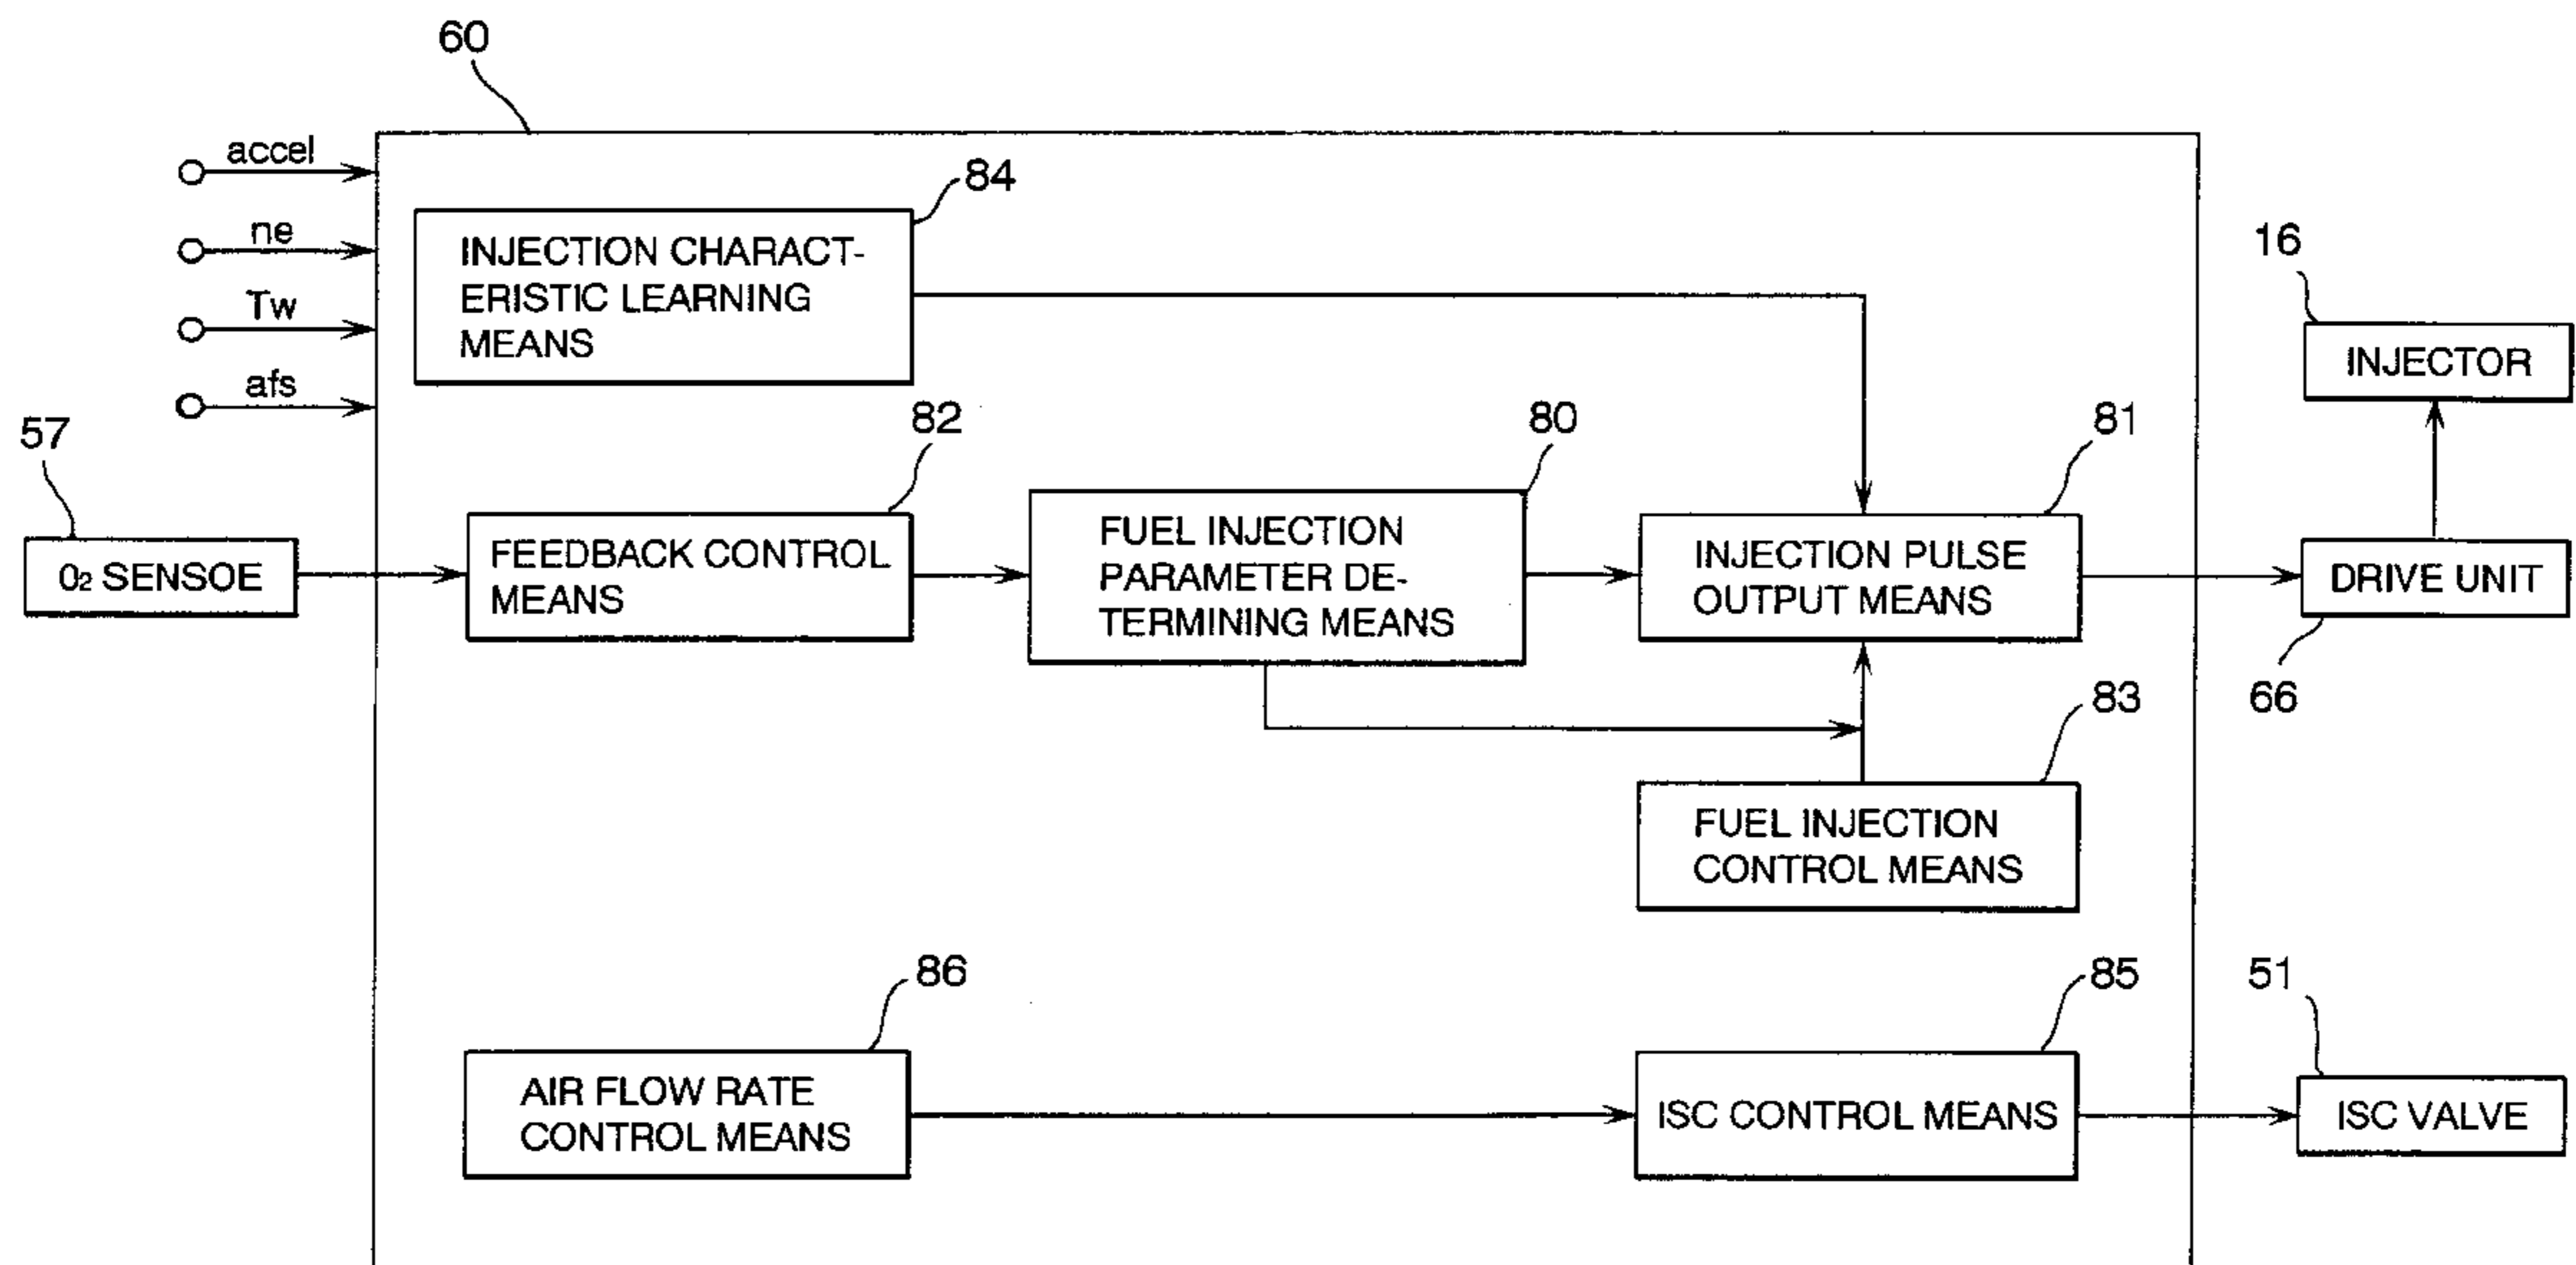 60
accel
ne
Tw
afs
84
INJECTION CHARACT-
ERISTIC LEARNING
MEANS
16
INJECTOR
57
O₂ SENSOE
82
FEEDBACK CONTROL
MEANS
80
FUEL INJECTION
PARAMETER DE-
TERMINING MEANS
81
INJECTION PULSE
OUTPUT MEANS
DRIVE UNIT
66
83
FUEL INJECTION
CONTROL MEANS
86
AIR FLOW RATE
CONTROL MEANS
85
ISC CONTROL MEANS
51
ISC VALVE